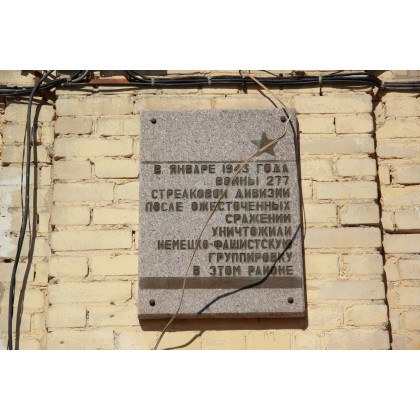 В ЯНВАРЕ 1943 ГОДА
ВОИНЫ 277
СТРЕЛКОВОЙ ДИВИЗИИ
ПОСЛЕ ОЖЕСТОЧЕННЫХ
СРАЖЕНИЙ
УНИЧТОЖИЛИ
НЕМЕЦКО-ФАШИСТСКУЮ
ГРУППИРОВКУ
В ЭТОМ РАЙОНЕ